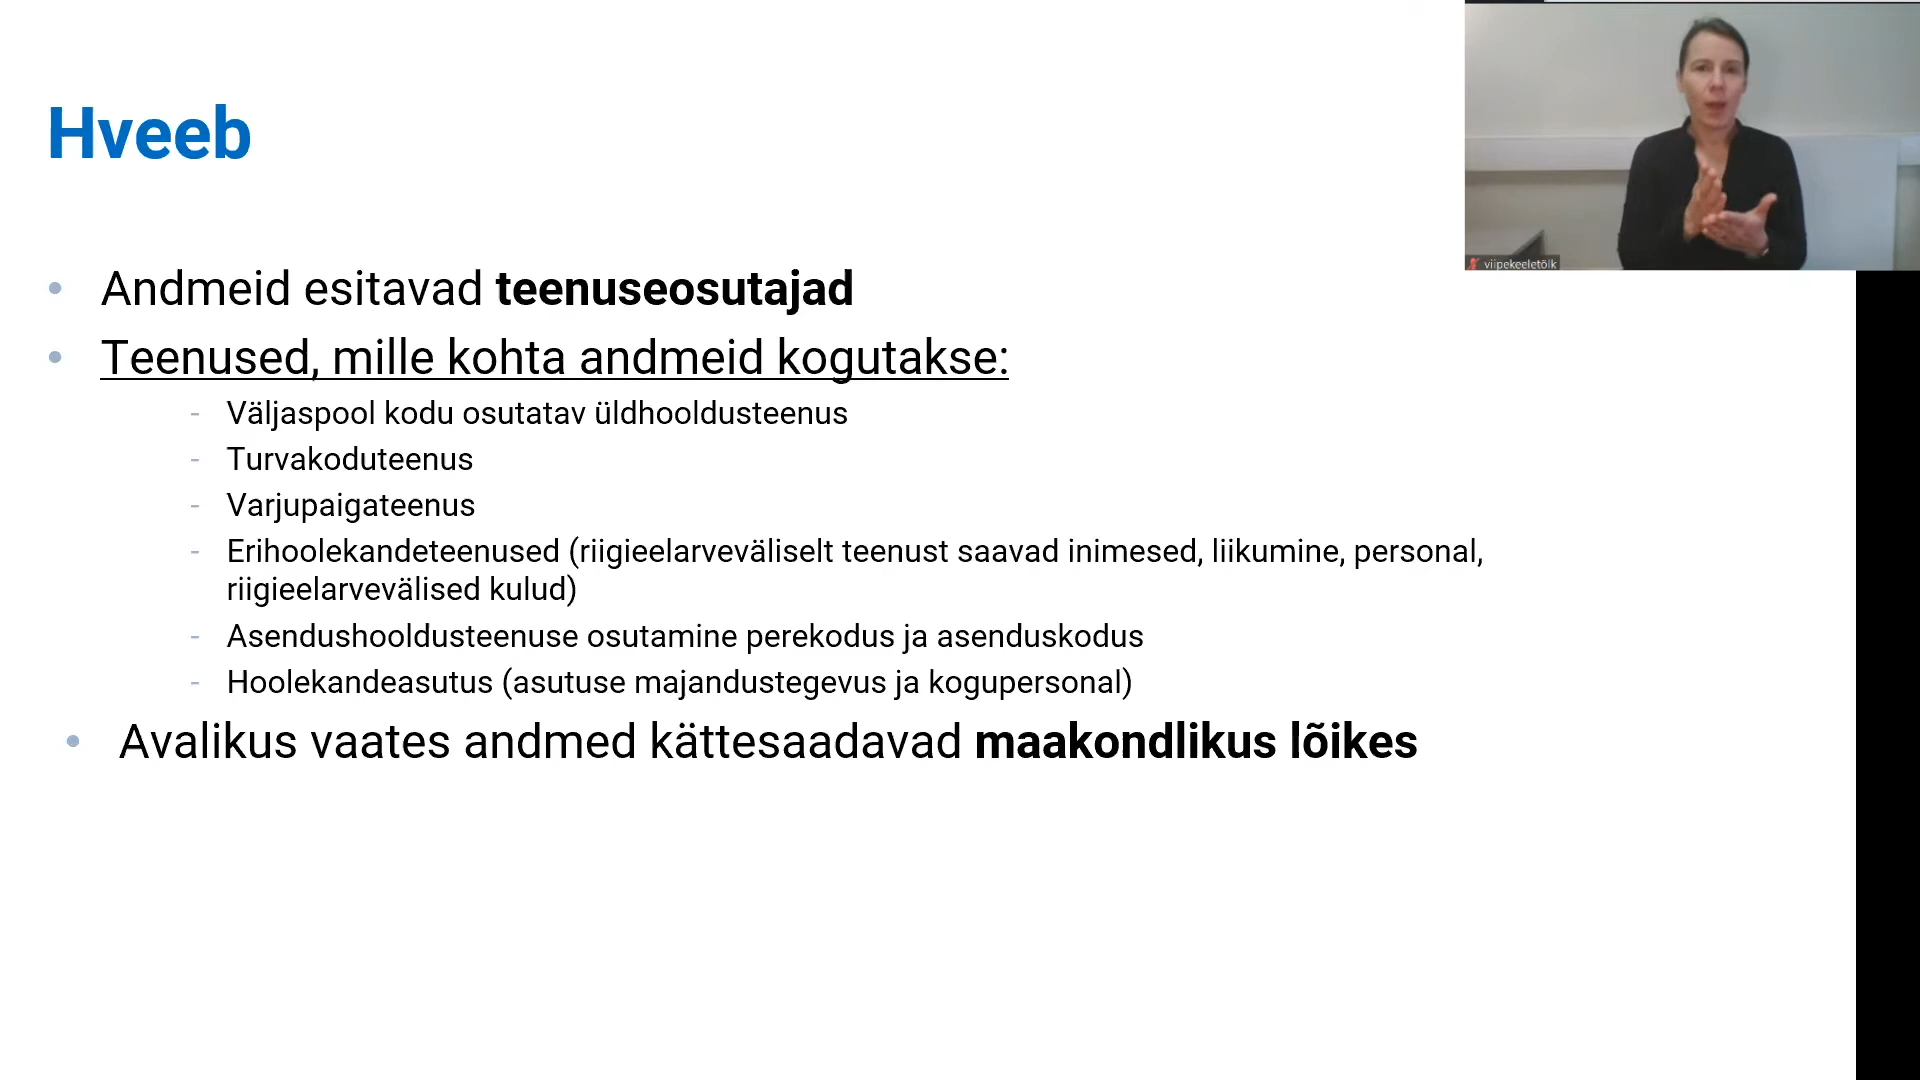 Hveeb
viipekeeletõlk
• Andmeid esitavad teenuseosutajad
• Teenused, mille kohta andmeid kogutakse:
- Väljaspool kodu osutatav üldhooldusteenus
- Turvakoduteenus
- Varjupaigateenus
- Erihoolekandeteenused (riigieelarveväliselt teenust saavad inimesed, liikumine, personal,
riigieelarvevälised kulud)
- Asendushooldusteenuse osutamine perekodus ja asenduskodus
- Hoolekandeasutus (asutuse majandustegevus ja kogupersonal)
• Avalikus vaates andmed kättesaadavad maakondlikus lõikes